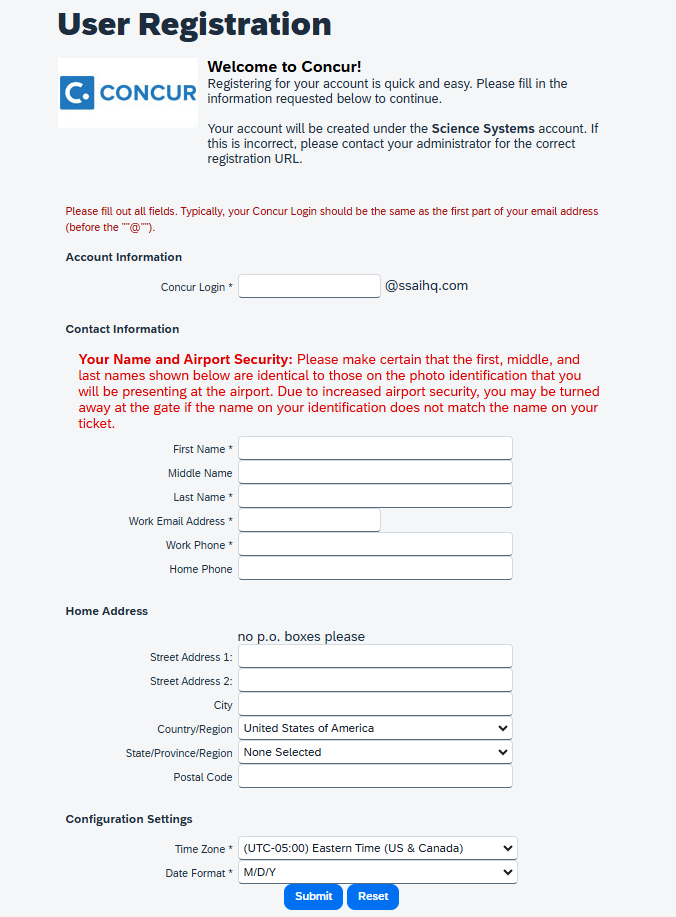 User Registration
CONCUR
Welcome to Concur!
Registering for your account is quick and easy. Please fill in the
information requested below to continue.
Your account will be created under the Science Systems account. If
this is incorrect, please contact your administrator for the correct
registration URL.
Please fill out all fields. Typically, your Concur Login should be the same as the first part of your email address
(before the ""@"").
Account Information
Concur Login * @ssaihq.com
Contact Information
Your Name and Airport Security: Please make certain that the first, middle, and
last names shown below are identical to those on the photo identification that you
will be presenting at the airport. Due to increased airport security, you may be turned
away at the gate if the name on your identification does not match the name on your
ticket.
First Name *
Middle Name
Last Name *
Work Email Address *
Work Phone *
Home Phone
Home Address
no p.o. boxes please
Street Address 1:
Street Address 2:
City
Country/Region United States of America
State/Province/Region None Selected
Postal Code
Configuration Settings
Time Zone * (UTC-05:00) Eastern Time (US & Canada)
Date Format * M/D/Y
Submit Reset